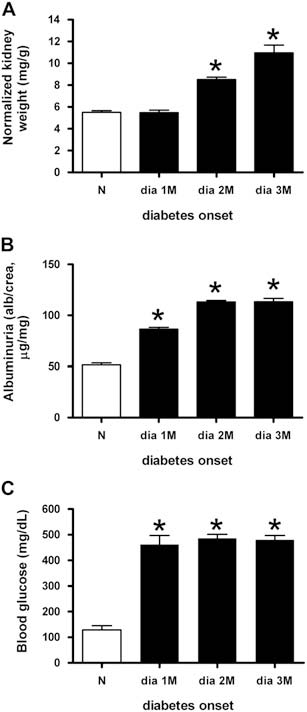 A
Normalized kidney
weight (mg/g)
14
12
10
8
6
4
2
0
* *
N dia 1M dia 2M dia 3M
diabetes onset
B
Albuminuria (alb/crea,
μg/mg)
150
100
50
0
* * *
N dia 1M dia 2M dia 3M
diabetes onset
C
Blood glucose (mg/dL)
600
500
400
300
200
100
0
* * *
N dia 1M dia 2M dia 3M
diabetes onset